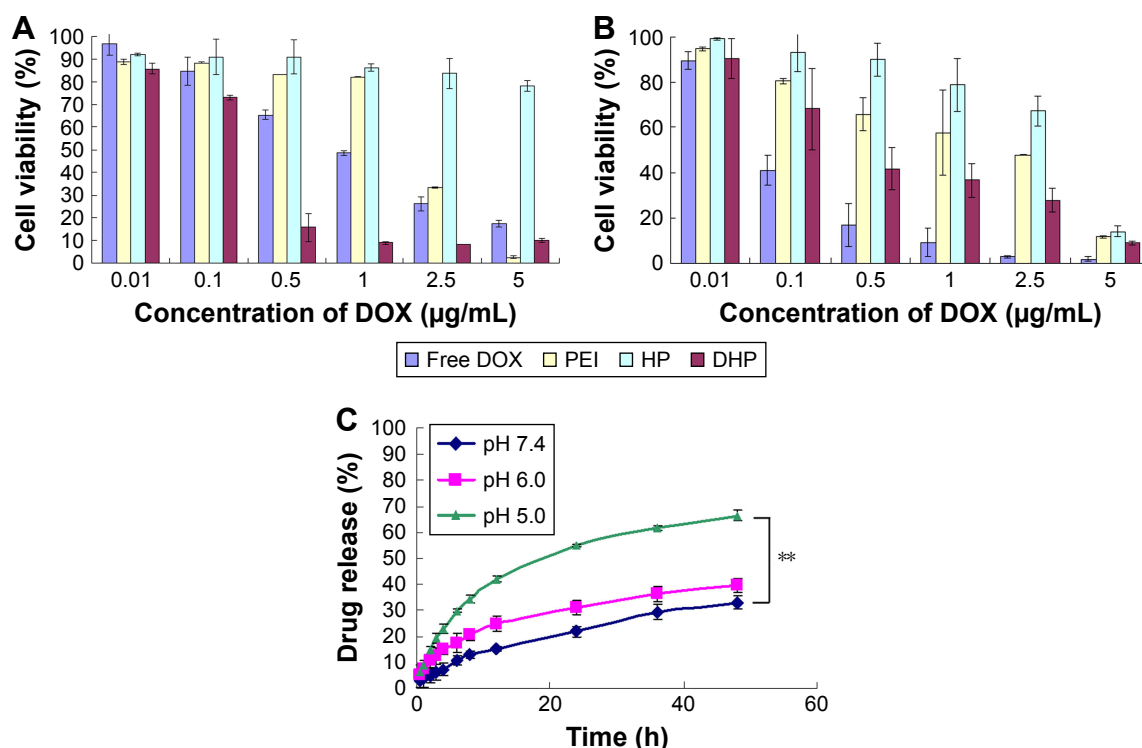 A
100
90
80
70
60
50
40
30
20
10
0
Cell viability (%)
0.01 0.1 0.5 1 2.5 5
Concentration of DOX (µg/mL)
B
100
80
60
40
20
0
Cell viability (%)
0.01 0.1 0.5 1 2.5 5
Concentration of DOX (µg/mL)
Free DOX PEI HP DHP
C
100
90
80
70
60
50
40
30
20
10
0
Drug release (%)
pH 7.4
pH 6.0
pH 5.0
**
0 20 40 60
Time (h)